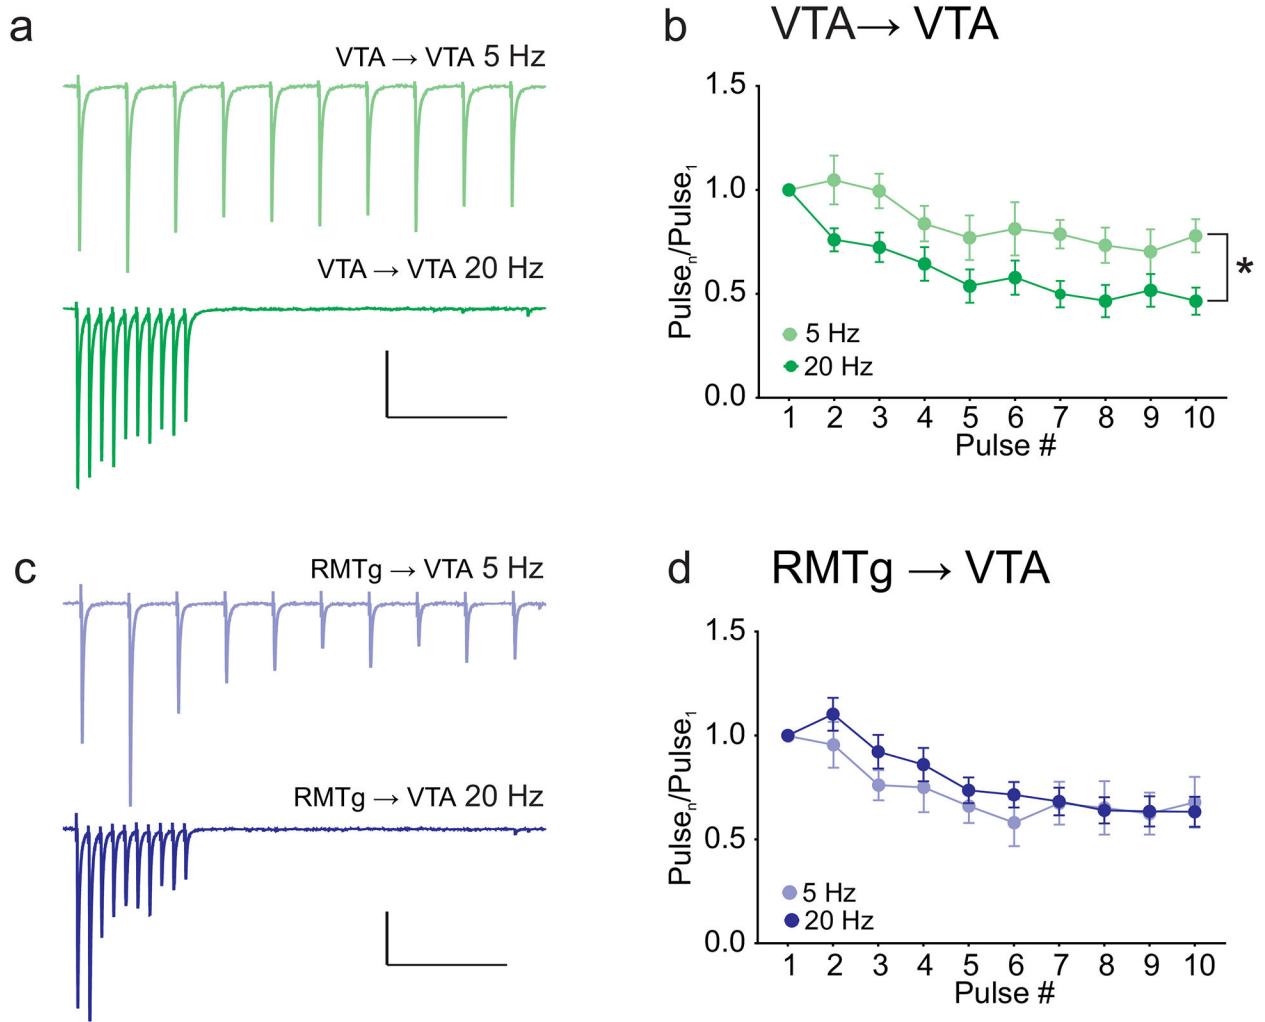 a
VTA → VTA 5 Hz
VTA → VTA 20 Hz
b
VTA→ VTA
1.5
1.0
0.5
0.0
Pulsen/Pulse1
5 Hz
20 Hz
*
1 2 3 4 5 6 7 8 9 10
Pulse #
c
RMTg → VTA 5 Hz
RMTg → VTA 20 Hz
d
RMTg → VTA
1.5
1.0
0.5
0.0
Pulsen/Pulse1
5 Hz
20 Hz
1 2 3 4 5 6 7 8 9 10
Pulse #